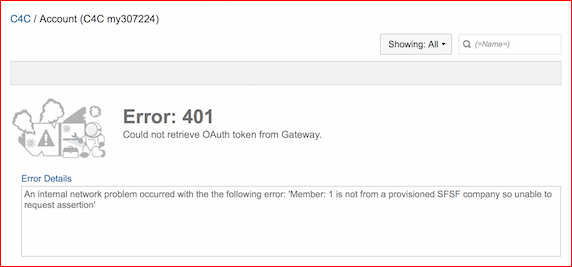 C4C / Account (C4C my307224)
Showing: All
(=Name=)
Error: 401
Could not retrieve OAuth token from Gateway.
Error Details
An internal network problem occurred with the the following error: 'Member: 1 is not from a provisioned SFSF company so unable to
request assertion'